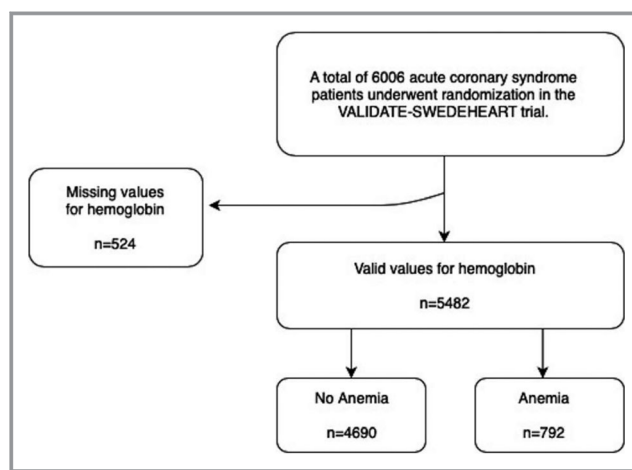 A total of 6006 acute coronary syndrome
patients underwent randomization in the
VALIDATE-SWEDEHEART trial.
Missing values
for hemoglobin
n=524
Valid values for hemoglobin
n=5482
No Anemia
n=4690
Anemia
n=792